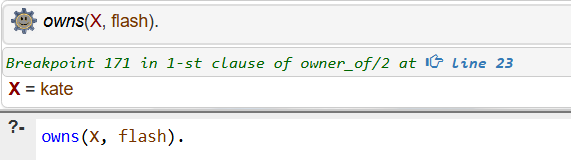 owns(X, flash).
Breakpoint 171 in 1-st clause of owner_of/2 at line 23
X = kate
?- owns(X, flash).